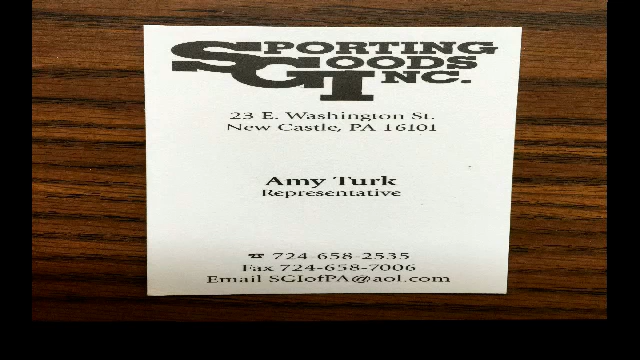 SPORTING
GOODS
INC.
23 E. Washington St.
New Castle, PA 16101
Amy Turk
Representative
☎ 724-658-2535
Fax 724-658-7006
Email SGIofPA@aol.com